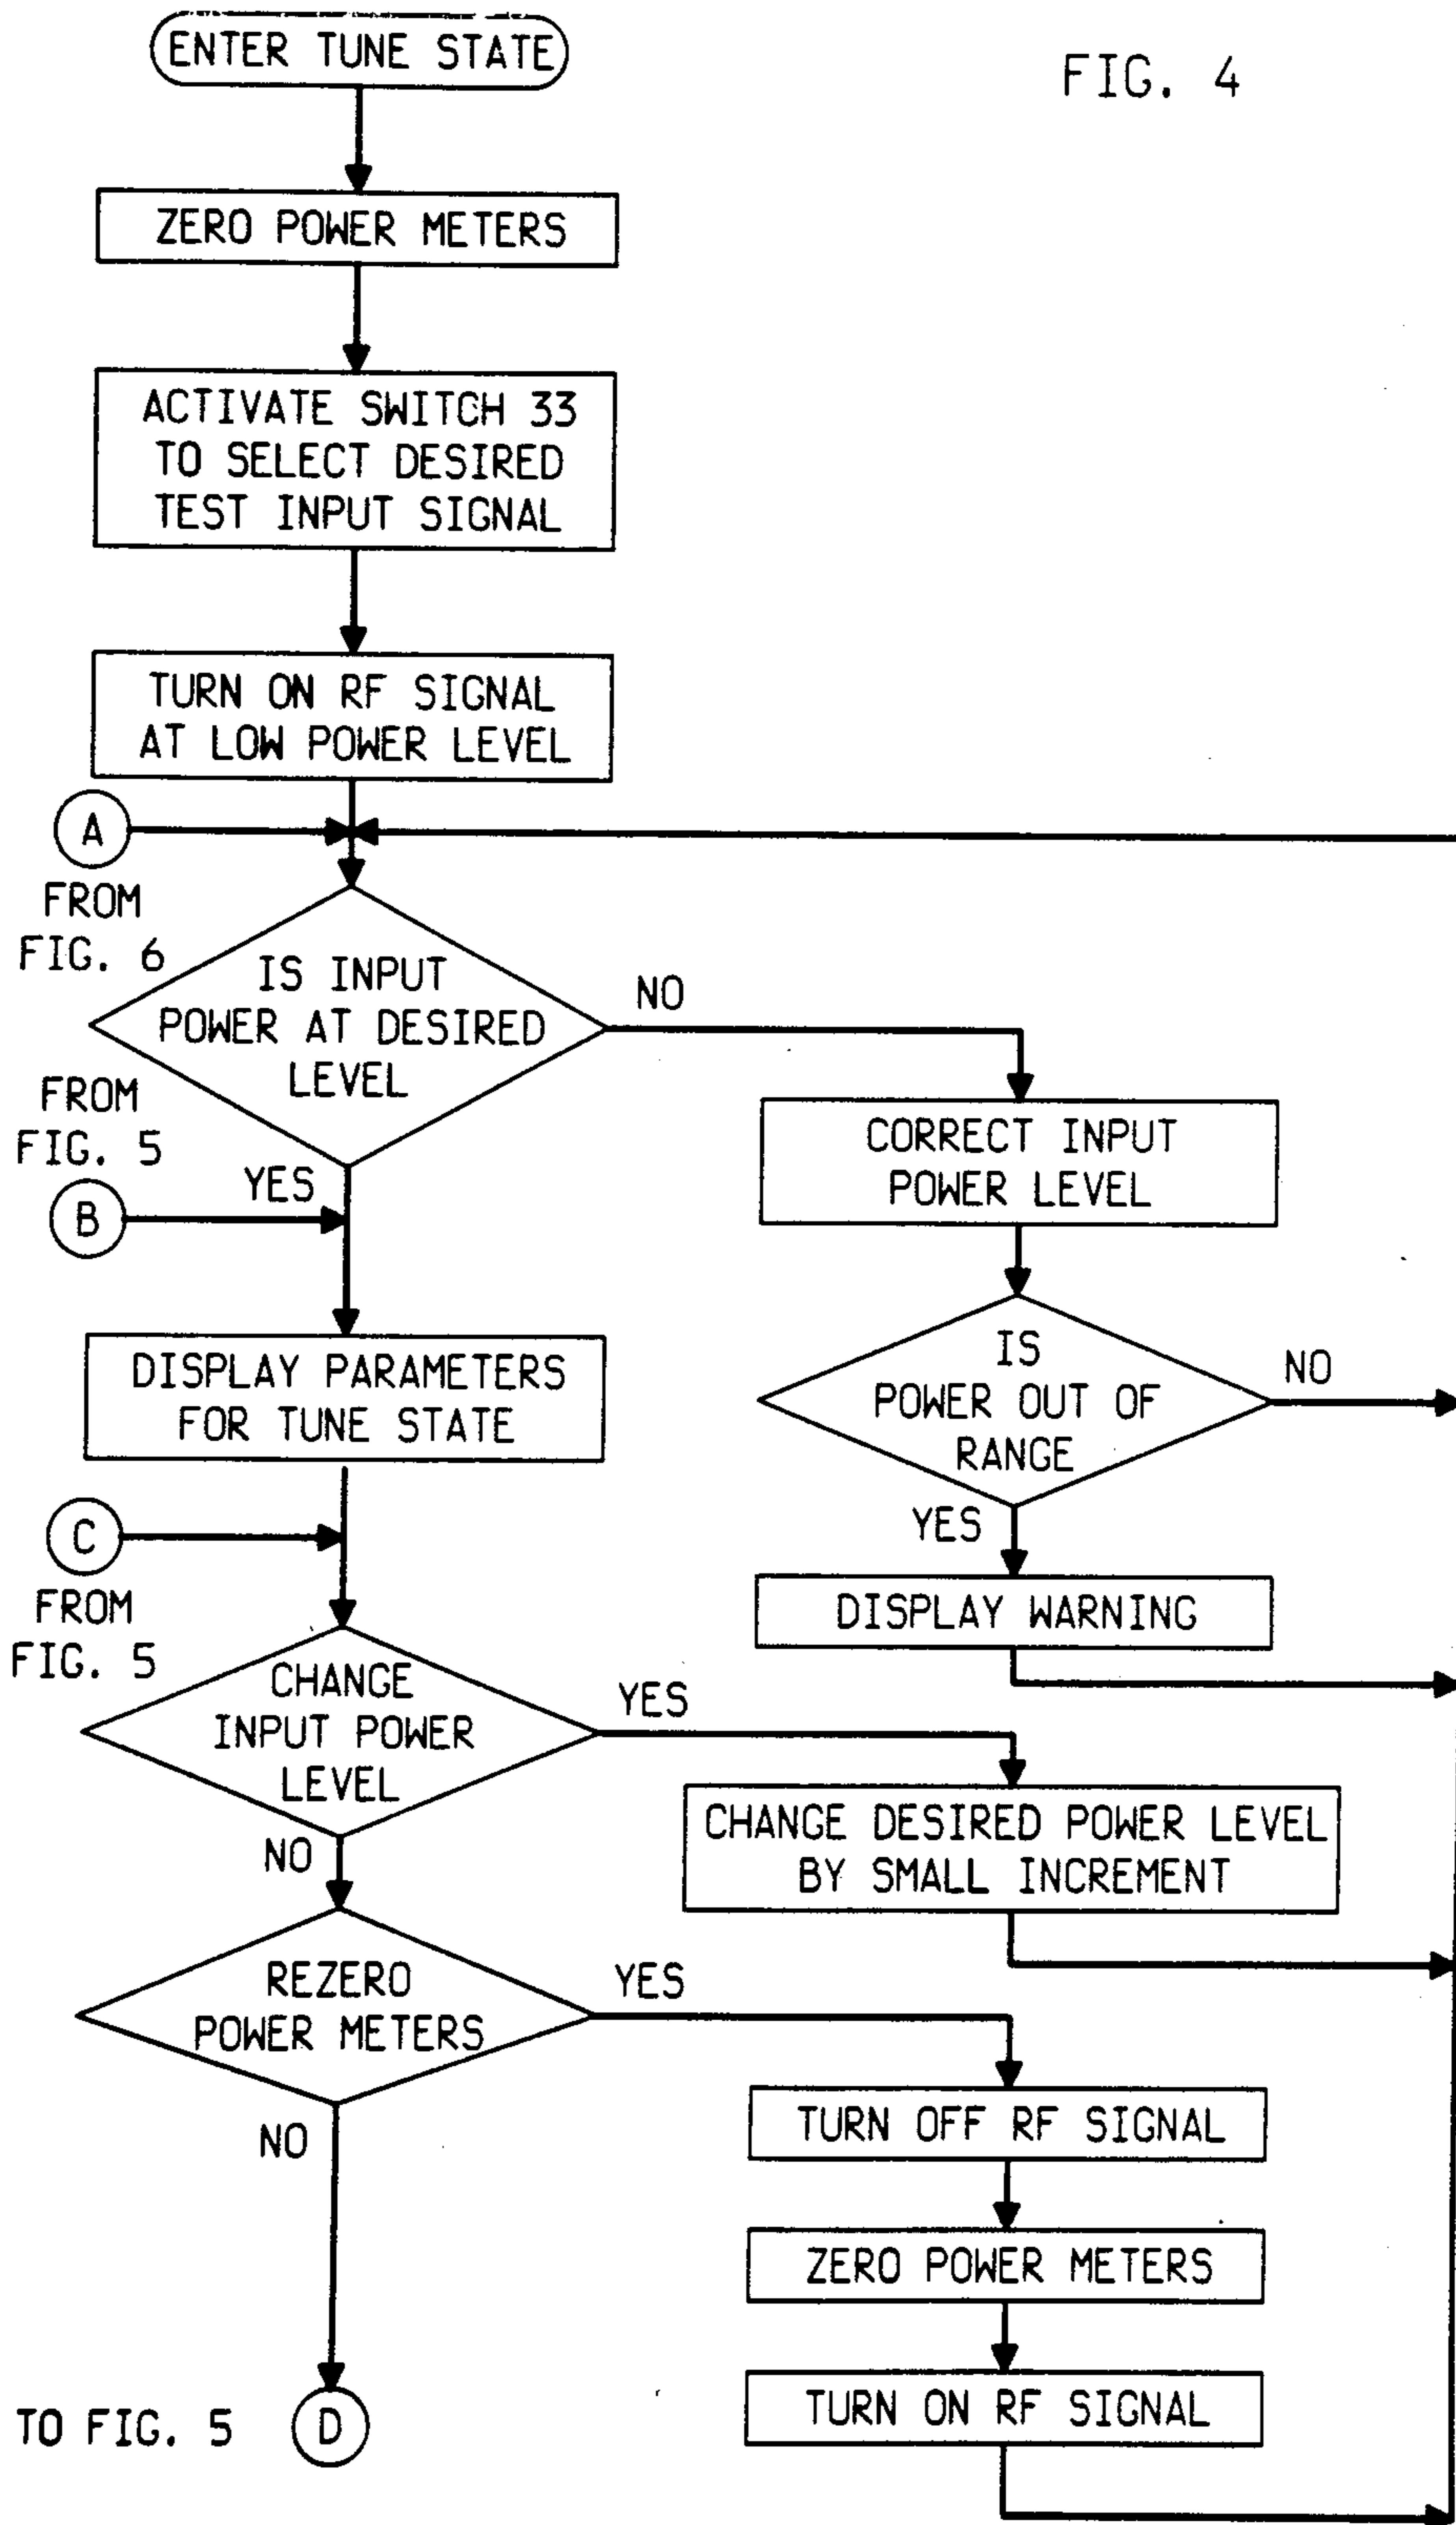 ENTER TUNE STATE
FIG. 4
ZERO POWER METERS
ACTIVATE SWITCH 33
TO SELECT DESIRED
TEST INPUT SIGNAL
TURN ON RF SIGNAL
AT LOW POWER LEVEL
A
FROM
FIG. 6
IS INPUT
POWER AT DESIRED
LEVEL
NO
FROM
FIG. 5
YES
B
CORRECT INPUT
POWER LEVEL
IS
POWER OUT OF
RANGE
NO
YES
DISPLAY WARNING
DISPLAY PARAMETERS
FOR TUNE STATE
C
FROM
FIG. 5
CHANGE
INPUT POWER
LEVEL
YES
CHANGE DESIRED POWER LEVEL
BY SMALL INCREMENT
NO
REZERO
POWER METERS
YES
TURN OFF RF SIGNAL
ZERO POWER METERS
TURN ON RF SIGNAL
NO
TO FIG. 5
D